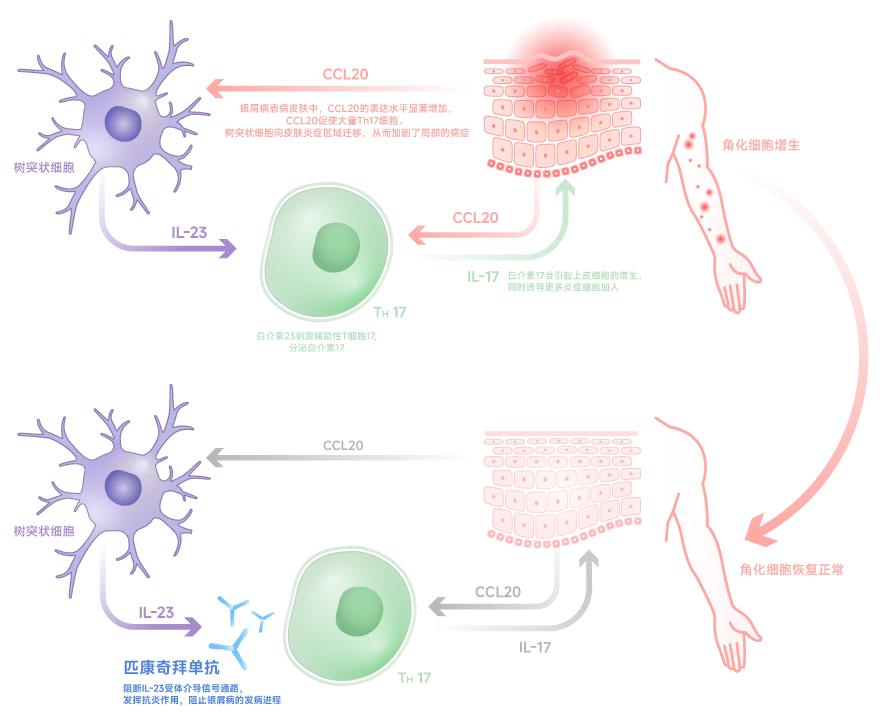 CCL20
银屑病患病皮肤中，CCL20的表达水平显著增加，
CCL20促使大量Th17细胞、
树突状细胞向皮肤炎症区域迁移，从而加剧了局部的病症
树突状细胞
角化细胞增生
IL-23
CCL20
IL-17
白介素17会引起上皮细胞的增生，
同时诱导更多炎症细胞加入
TH 17
白介素23刺激辅助性T细胞17，
分泌白介素17
CCL20
树突状细胞
角化细胞恢复正常
IL-23
CCL20
IL-17
匹康奇拜单抗
阻断IL-23受体介导信号通路，
发挥抗炎作用，阻止银屑病的发病进程
TH 17